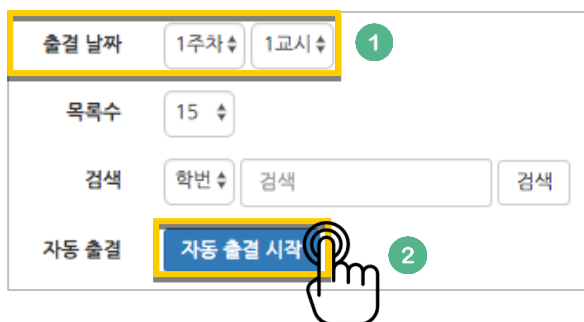 출결 날짜 1주차 1교시 1
목록수 15
검색 학번 검색 검색
자동 출결 자동 출결 시작 2